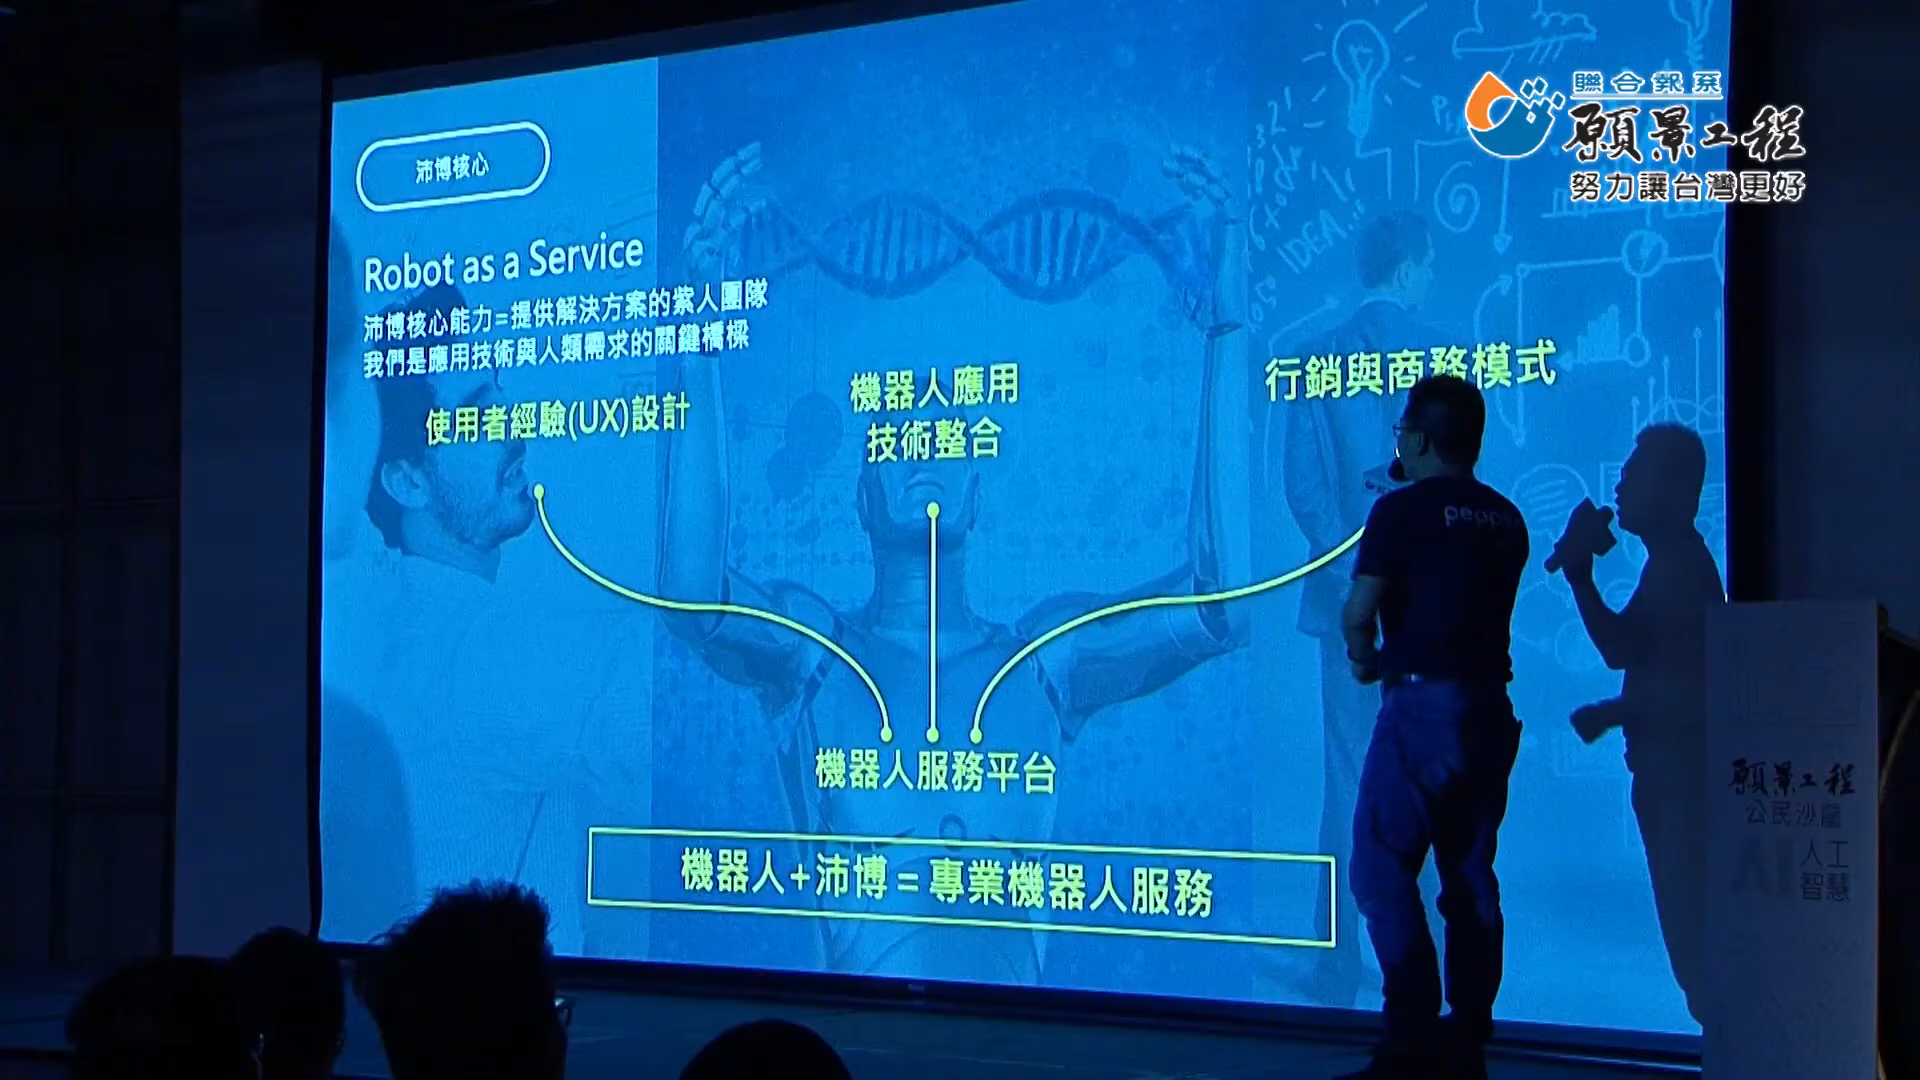 聯合報系
願景工程
努力讓台灣更好
沛博核心
Robot as a Service
沛博核心能力=提供解決方案的紫人團隊
我們是應用技術與人類需求的關鍵橋樑
使用者經驗(UX)設計
機器人應用
技術整合
行銷與商務模式
機器人服務平台
機器人+沛博=專業機器人服務
IDEA
願景工程
公民沙龍
AI
人工
智慧